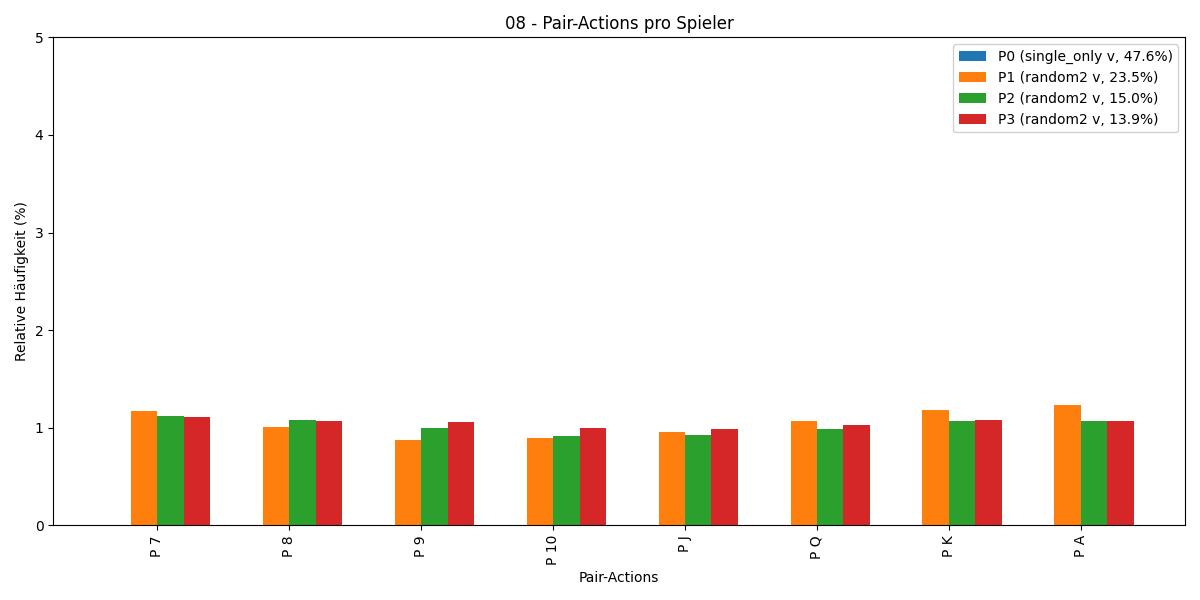 08 - Pair-Actions pro Spieler
5
4
3
2
1
0
Relative Häufigkeit (%)
P0 (single_only v, 47.6%)
P1 (random2 v, 23.5%)
P2 (random2 v, 15.0%)
P3 (random2 v, 13.9%)
P 7
P 8
P 9
P 10
P J
P Q
P K
P A
Pair-Actions